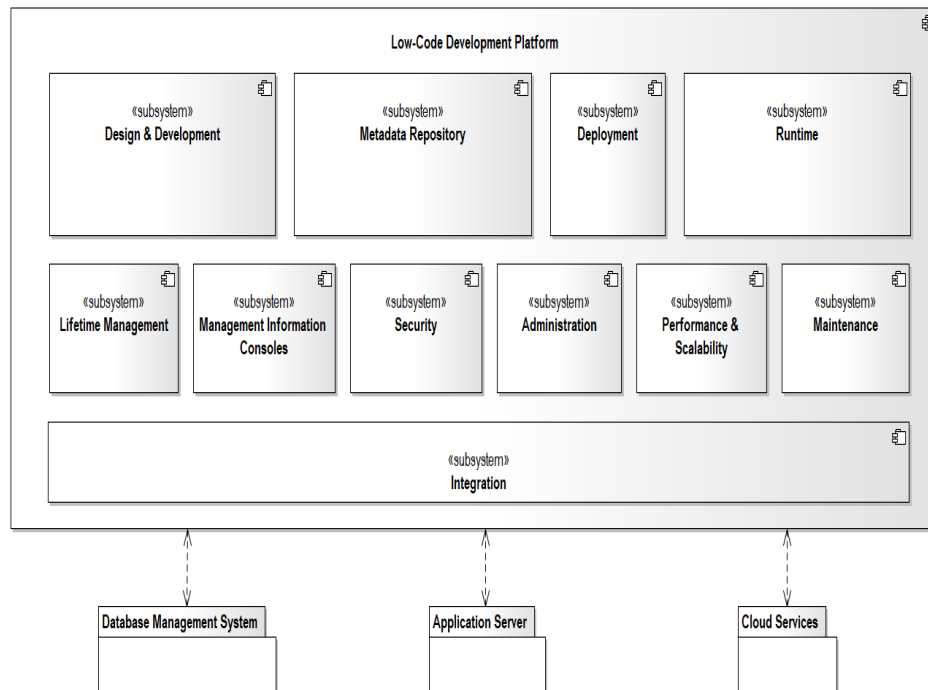 Low-Code Development Platform
«subsystem»
Design & Development
«subsystem»
Metadata Repository
«subsystem»
Deployment
«subsystem»
Runtime
«subsystem»
Lifetime Management
«subsystem»
Management Information
Consoles
«subsystem»
Security
«subsystem»
Administration
«subsystem»
Performance &
Scalability
«subsystem»
Maintenance
«subsystem»
Integration
Database Management System
Application Server
Cloud Services